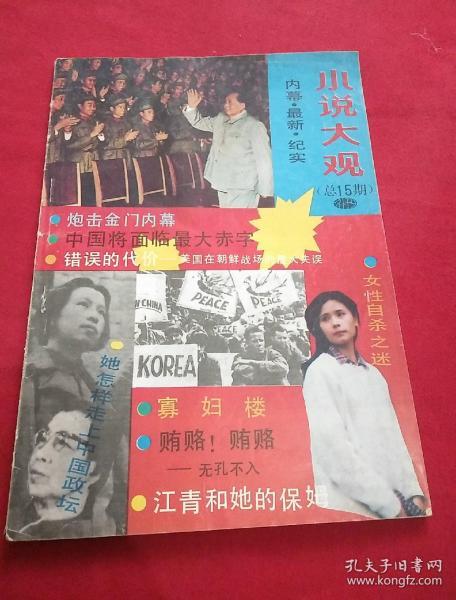 小说大观
内幕·最新·纪实
（总15期）
炮击金门内幕
中国将面临最大赤字
错误的代价——美国在朝鲜战场的最大失误
女性自杀之迷
CHINA
PEACE
PEACE
KOREA
她怎样走上中国政坛
寡妇楼
贿赂！贿赂
——无孔不入
江青和她的保姆
孔夫子旧书网
www.kongfz.com